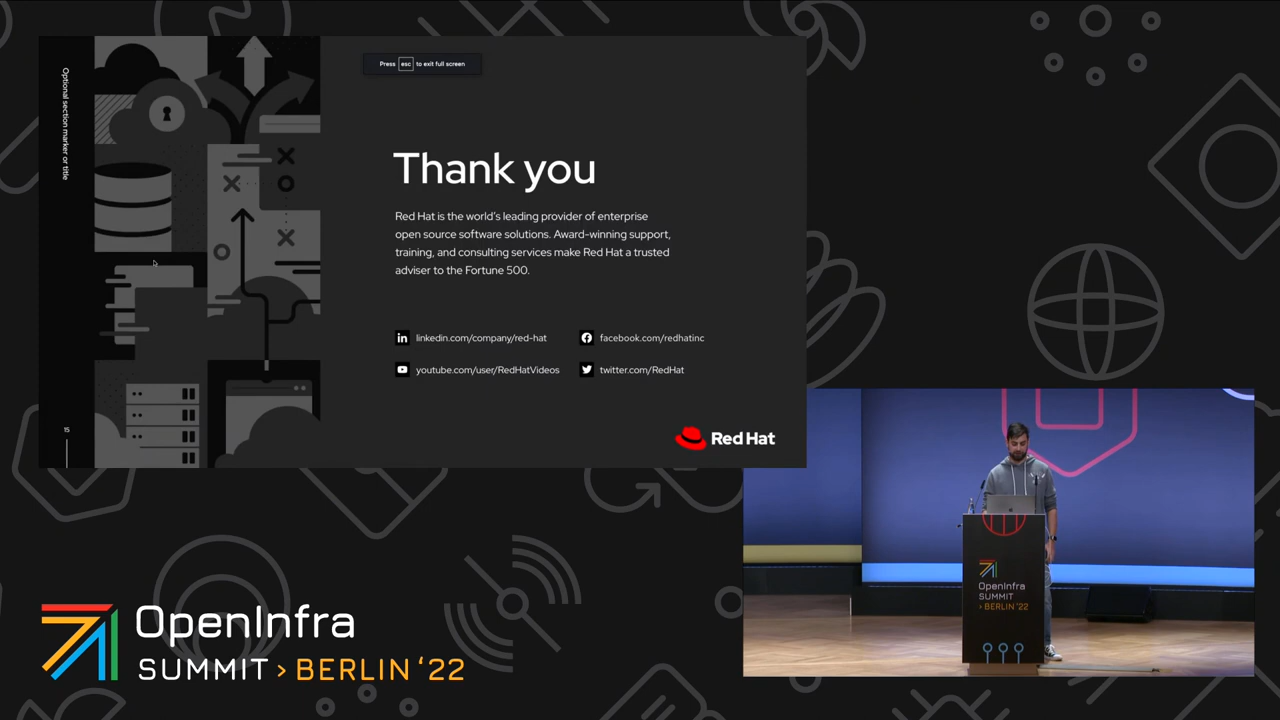 Optional section marker or title
Press esc to exit full screen
Thank you
Red Hat is the world's leading provider of enterprise
open source software solutions. Award-winning support,
training, and consulting services make Red Hat a trusted
adviser to the Fortune 500.
linkedin.com/company/red-hat
facebook.com/redhatinc
youtube.com/user/RedHatVideos
twitter.com/RedHat
15
Red Hat
OpenInfra
SUMMIT
› BERLIN '22
OpenInfra
SUMMIT › BERLIN '22